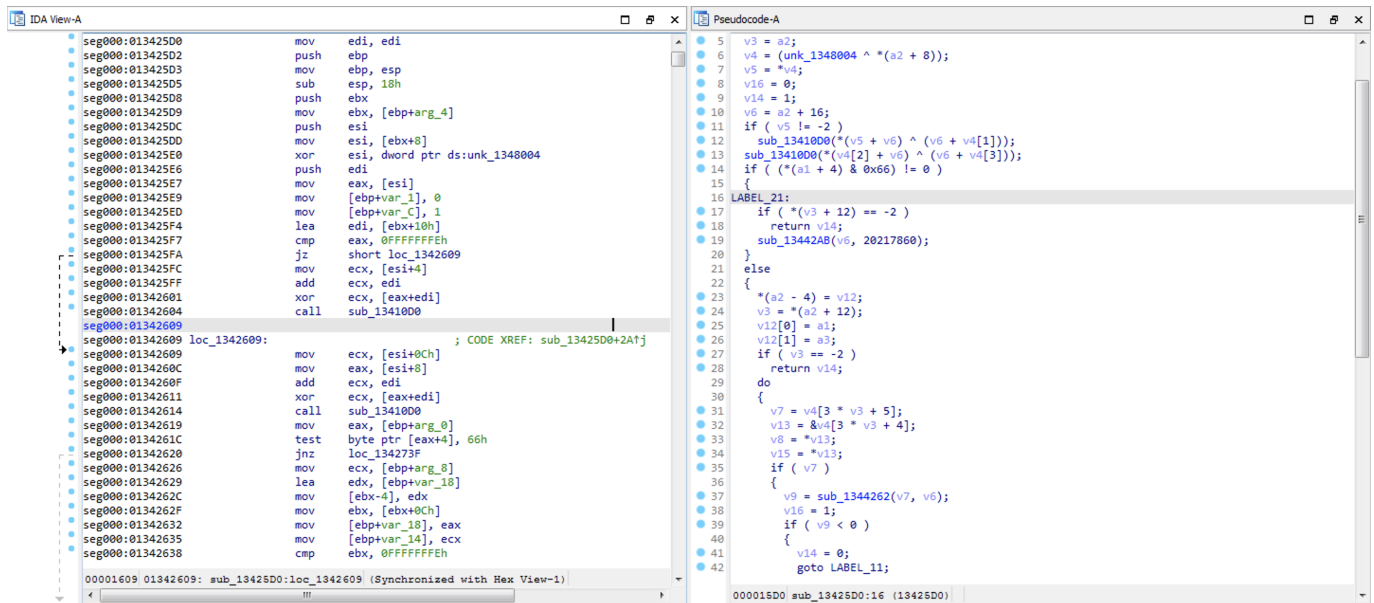 IDA View-A
seg000:013425D0 mov edi, edi
seg000:013425D2 push ebp
seg000:013425D3 mov ebp, esp
seg000:013425D5 sub esp, 18h
seg000:013425D8 push ebx
seg000:013425D9 mov ebx, [ebp+arg_4]
seg000:013425DC push esi
seg000:013425DD mov esi, [ebx+8]
seg000:013425E0 xor esi, dword ptr ds:unk_1348004
seg000:013425E6 push edi
seg000:013425E7 mov eax, [esi]
seg000:013425E9 mov [ebp+var_1], 0
seg000:013425ED mov [ebp+var_C], 1
seg000:013425F4 lea edi, [ebx+10h]
seg000:013425F7 cmp eax, 0FFFFFFFEh
seg000:013425FA jz short loc_1342609
seg000:013425FC mov ecx, [esi+4]
seg000:013425FF add ecx, edi
seg000:01342601 xor ecx, [eax+edi]
seg000:01342604 call sub_13410D0
seg000:01342609
seg000:01342609 loc_1342609: ; CODE XREF: sub_13425D0+2A↑j
seg000:01342609 mov ecx, [esi+0Ch]
seg000:0134260C mov eax, [esi+8]
seg000:0134260F add ecx, edi
seg000:01342611 xor ecx, [eax+edi]
seg000:01342614 call sub_13410D0
seg000:01342619 mov eax, [ebp+arg_0]
seg000:0134261C test byte ptr [eax+4], 66h
seg000:01342620 jnz loc_134273F
seg000:01342626 mov ecx, [ebp+arg_8]
seg000:01342629 lea edx, [ebp+var_18]
seg000:0134262C mov [ebx-4], edx
seg000:0134262F mov ebx, [ebx+0Ch]
seg000:01342632 mov [ebp+var_18], eax
seg000:01342635 mov [ebp+var_14], ecx
seg000:01342638 cmp ebx, 0FFFFFFFEh
00001609 01342609: sub_13425D0:loc_1342609 (Synchronized with Hex View-1)
Pseudocode-A
5 v3 = a2;
6 v4 = (unk_1348004 ^ *(a2 + 8));
7 v5 = *v4;
8 v16 = 0;
9 v14 = 1;
10 v6 = a2 + 16;
11 if ( v5 != -2 )
12 sub_13410D0(*(v5 + v6) ^ (v6 + v4[1]));
13 sub_13410D0(*(v4[2] + v6) ^ (v6 + v4[3]));
14 if ( (*(a1 + 4) & 0x66) != 0 )
15 {
16 LABEL_21:
17 if ( *(v3 + 12) == -2 )
18 return v14;
19 sub_13442AB(v6, 20217860);
20 }
21 else
22 {
23 *(a2 - 4) = v12;
24 v3 = *(a2 + 12);
25 v12[0] = a1;
26 v12[1] = a3;
27 if ( v3 == -2 )
28 return v14;
29 do
30 {
31 v7 = v4[3 * v3 + 5];
32 v13 = &v4[3 * v3 + 4];
33 v8 = *v13;
34 v15 = *v13;
35 if ( v7 )
36 {
37 v9 = sub_1344262(v7, v6);
38 v16 = 1;
39 if ( v9 < 0 )
40 {
41 v14 = 0;
42 goto LABEL_11;
000015D0 sub_13425D0:16 (13425D0)